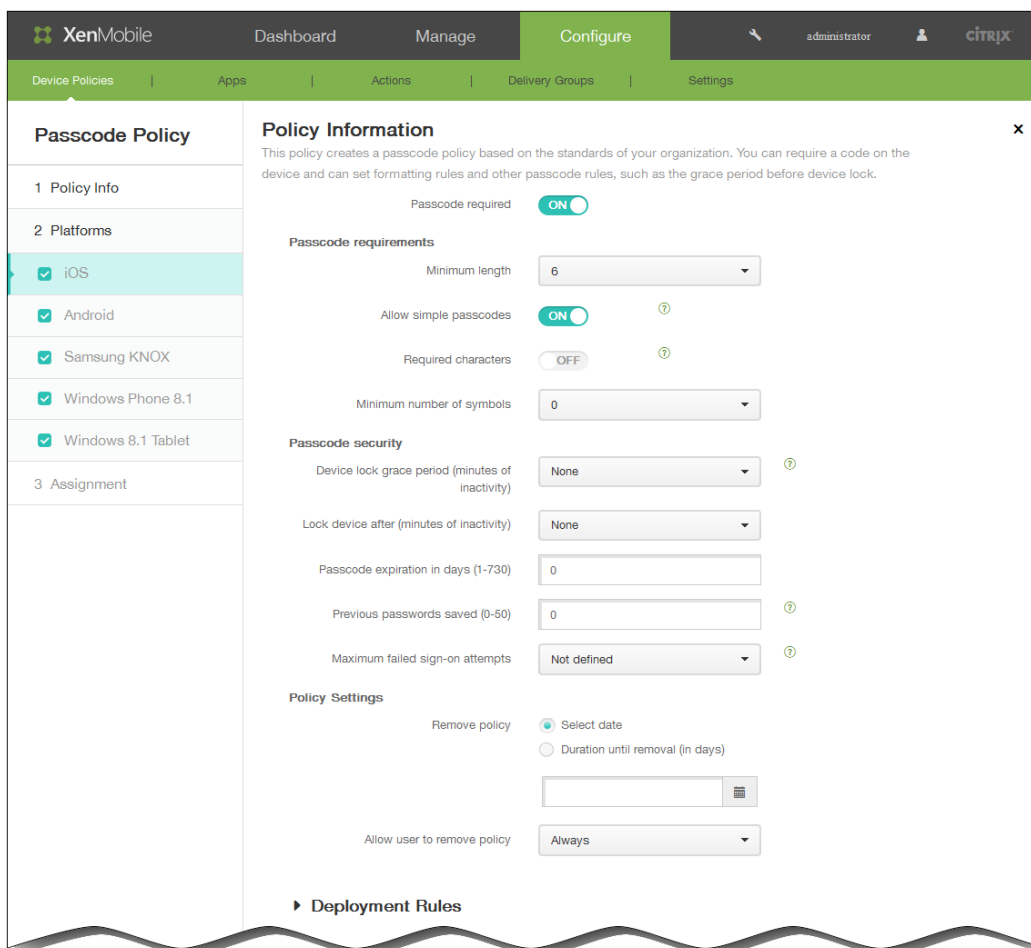 XenMobile Dashboard Manage Configure administrator CİTRIX
Device Policies | Apps | Actions | Delivery Groups | Settings
Passcode Policy
1 Policy Info
2 Platforms
iOS
Android
Samsung KNOX
Windows Phone 8.1
Windows 8.1 Tablet
3 Assignment
Policy Information
This policy creates a passcode policy based on the standards of your organization. You can require a code on the
device and can set formatting rules and other passcode rules, such as the grace period before device lock.
Passcode required ON
Passcode requirements
Minimum length 6
Allow simple passcodes ON
Required characters OFF
Minimum number of symbols 0
Passcode security
Device lock grace period (minutes of
inactivity) None
Lock device after (minutes of inactivity) None
Passcode expiration in days (1-730) 0
Previous passwords saved (0-50) 0
Maximum failed sign-on attempts Not defined
Policy Settings
Remove policy Select date
Duration until removal (in days)
Allow user to remove policy Always
Deployment Rules